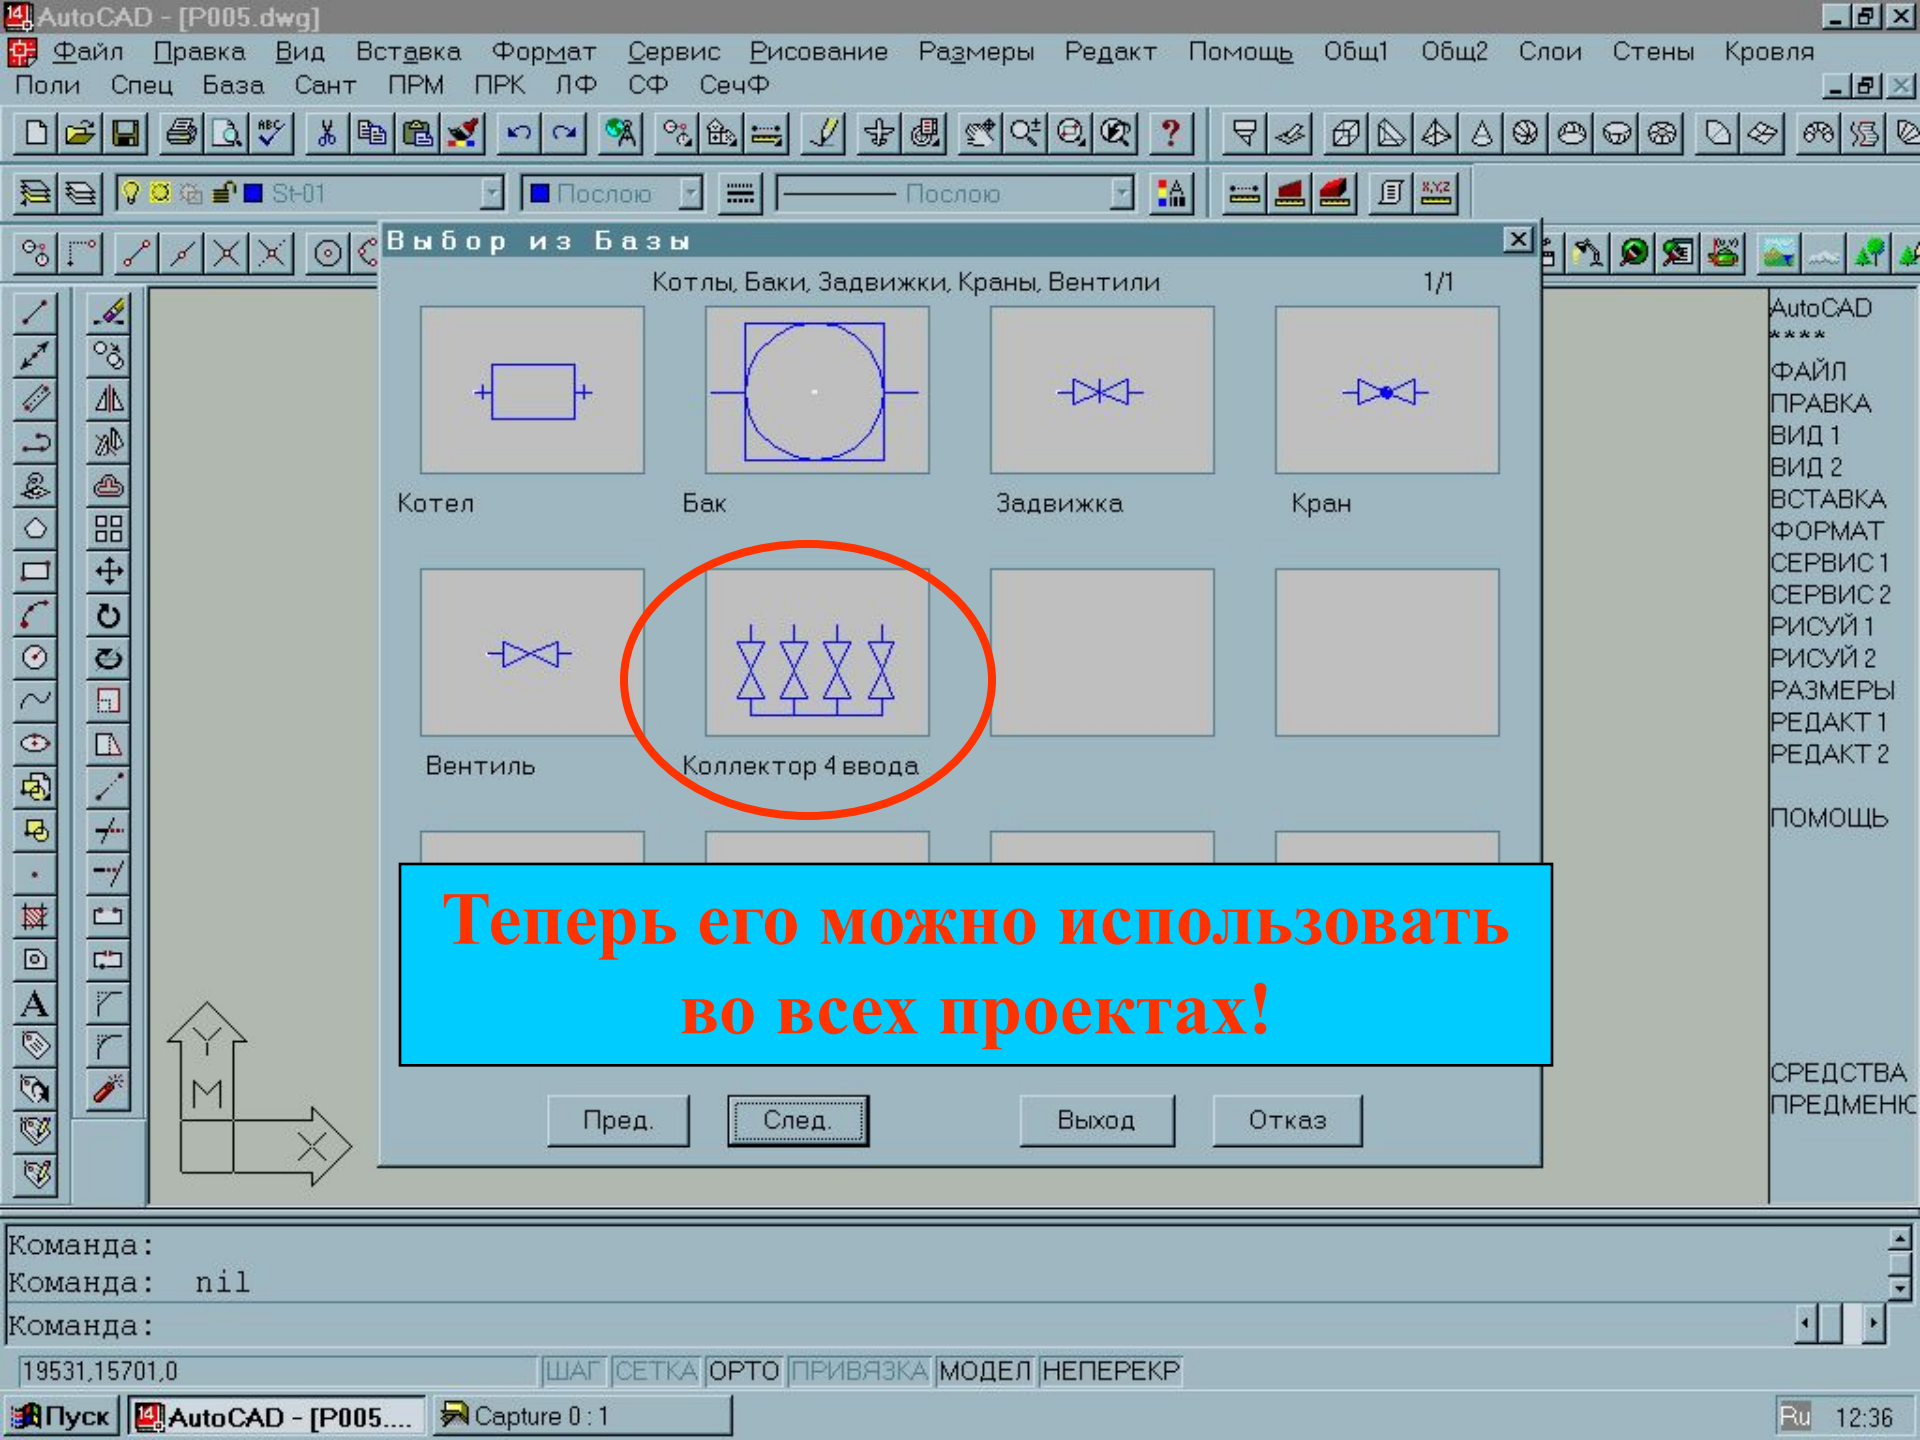 AutoCAD - [P005.dwg]
Файл Правка Вид Вставка Формат Сервис Рисование Размеры Редакт Помощь Общ1 Общ2 Слои Стены Кровля
Поли Спец База Сант ПРМ ПРК ЛФ СФ СечФ
St-01 Послою Послою
Выбор из Базы
Котлы, Баки, Задвижки, Краны, Вентили 1/1
Котел Бак Задвижка Кран
Вентиль Коллектор 4 ввода
Теперь его можно использовать
во всех проектах!
Пред. След. Выход Отказ
AutoCAD
****
ФАЙЛ
ПРАВКА
ВИД 1
ВИД 2
ВСТАВКА
ФОРМАТ
СЕРВИС 1
СЕРВИС 2
РИСУЙ 1
РИСУЙ 2
РАЗМЕРЫ
РЕДАКТ 1
РЕДАКТ 2
ПОМОЩЬ
СРЕДСТВА
Y
M
X
Команда:
Команда: nil
Команда:
19531,15701,0 ШАГ СЕТКА ОРТО ПРИВЯЗКА МОДЕЛ НЕПЕРЕКР
Пуск AutoCAD - [P005.... Capture 0 : 1 Ru 12:36